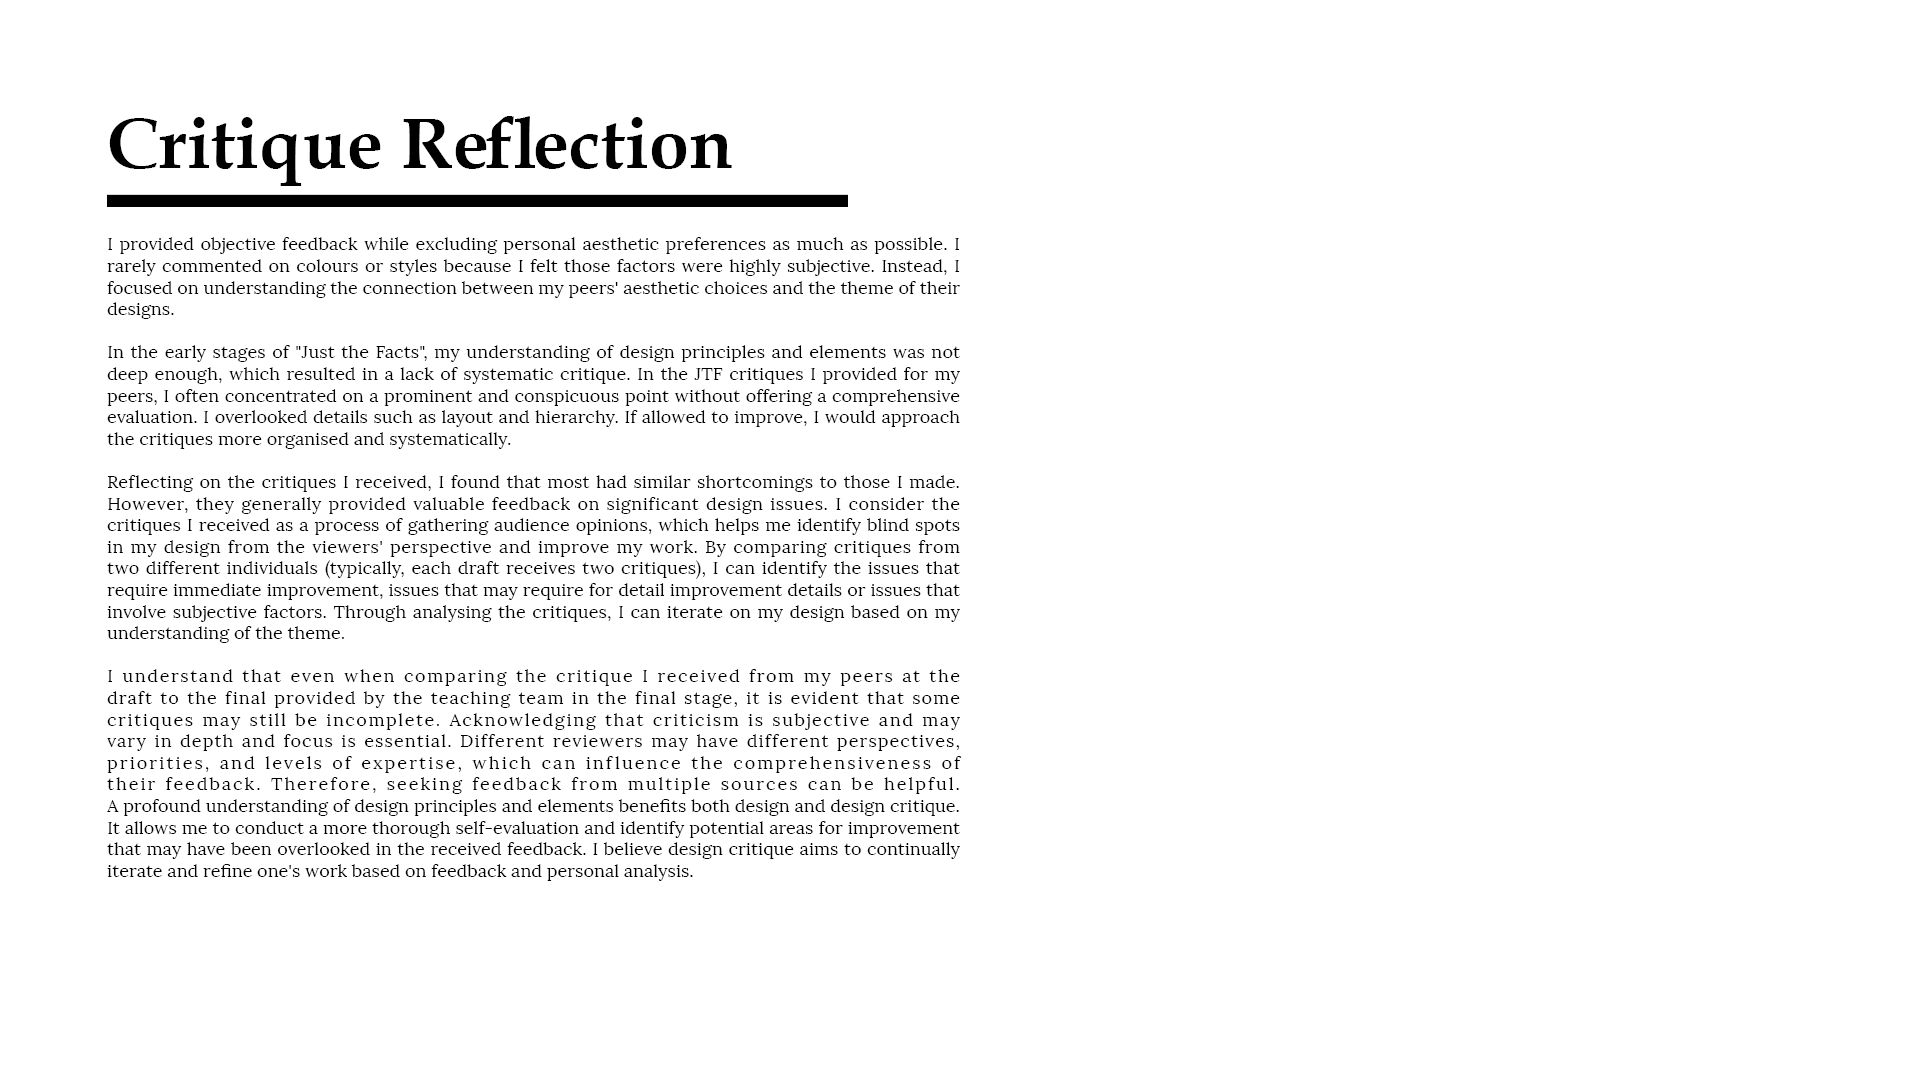 Critique Reflection
I provided objective feedback while excluding personal aesthetic preferences as much as possible. I
rarely commented on colours or styles because I felt those factors were highly subjective. Instead, I
focused on understanding the connection between my peers' aesthetic choices and the theme of their
designs.
In the early stages of "Just the Facts", my understanding of design principles and elements was not
deep enough, which resulted in a lack of systematic critique. In the JTF critiques I provided for my
peers, I often concentrated on a prominent and conspicuous point without offering a comprehensive
evaluation. I overlooked details such as layout and hierarchy. If allowed to improve, I would approach
the critiques more organised and systematically.
Reflecting on the critiques I received, I found that most had similar shortcomings to those I made.
However, they generally provided valuable feedback on significant design issues. I consider the
critiques I received as a process of gathering audience opinions, which helps me identify blind spots
in my design from the viewers' perspective and improve my work. By comparing critiques from
two different individuals (typically, each draft receives two critiques), I can identify the issues that
require immediate improvement, issues that may require for detail improvement details or issues that
involve subjective factors. Through analysing the critiques, I can iterate on my design based on my
understanding of the theme.
I understand that even when comparing the critique I received from my peers at the
draft to the final provided by the teaching team in the final stage, it is evident that some
critiques may still be incomplete. Acknowledging that criticism is subjective and may
vary in depth and focus is essential. Different reviewers may have different perspectives,
priorities, and levels of expertise, which can influence the comprehensiveness of
their feedback. Therefore, seeking feedback from multiple sources can be helpful.
A profound understanding of design principles and elements benefits both design and design critique.
It allows me to conduct a more thorough self-evaluation and identify potential areas for improvement
that may have been overlooked in the received feedback. I believe design critique aims to continually
iterate and refine one's work based on feedback and personal analysis.